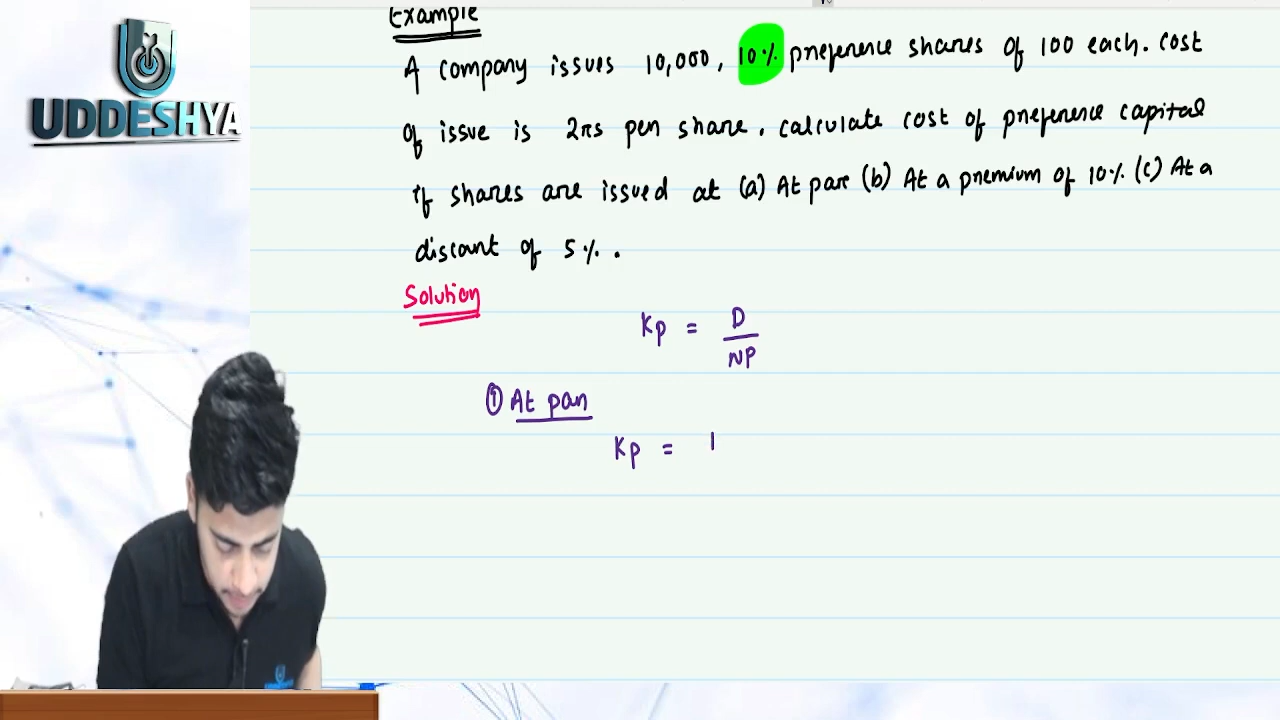 UDDESHYA
Example
A company issues 10,000, 10% preference shares of 100 each. cost
of issue is 2rs per share. calculate cost of preference capital
if shares are issued at (a) At par (b) At a premium of 10% (c) At a
discount of 5%.
Solution
Kp = D
NP
① At par
Kp = 1